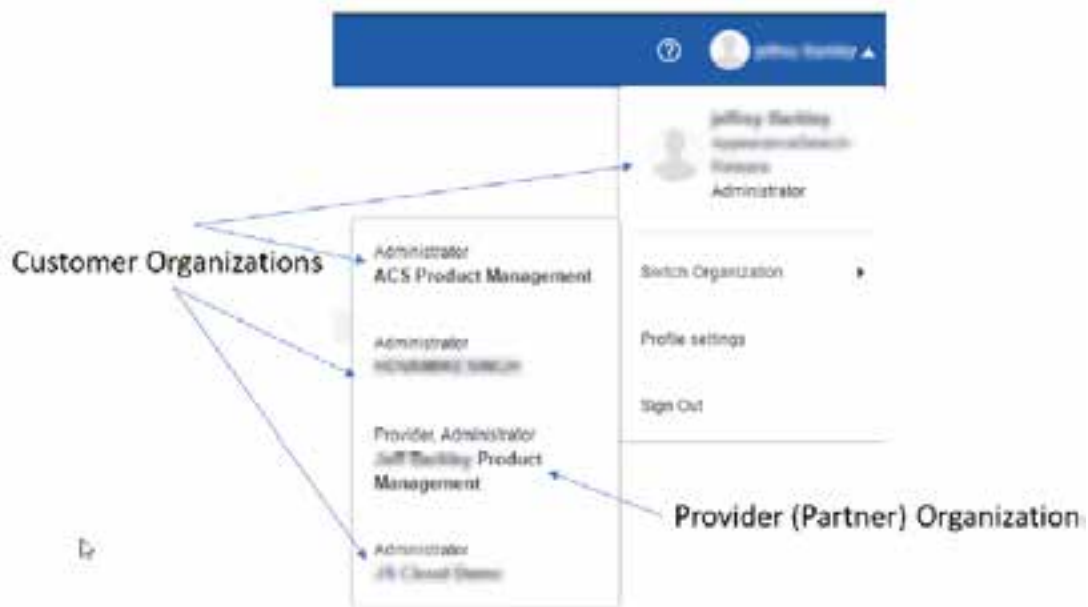 Administrator
Customer Organizations
Administrator
ACS Product Management
Switch Organization
Administrator
Profile settings
Sign Out
Provider, Administrator
Product
Management
Provider (Partner) Organization
Administrator